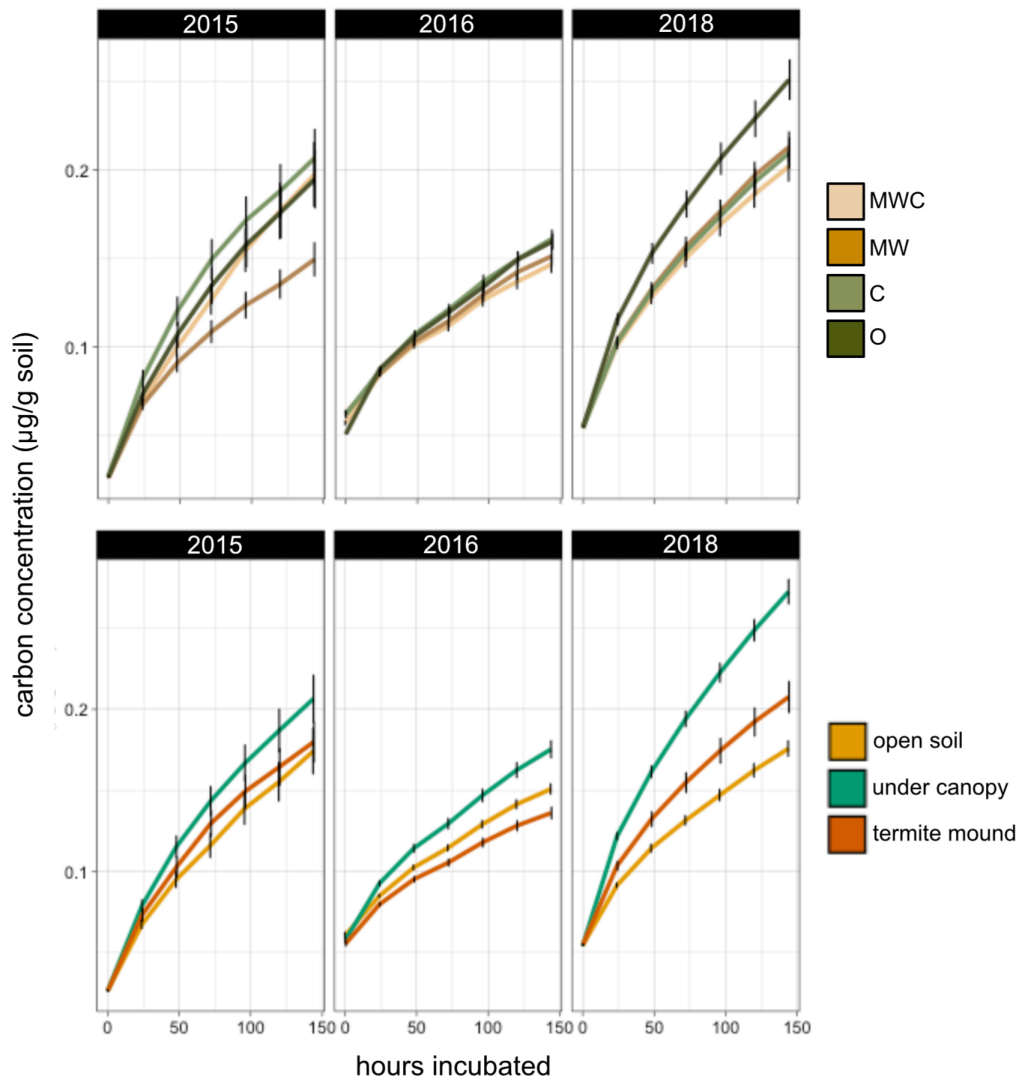 2015 2016 2018
0.2
0.1
MWC
MW
C
O
carbon concentration (µg/g soil)
2015 2016 2018
0.2
0.1
open soil
under canopy
termite mound
0 50 100 150 0 50 100 150 0 50 100 150
hours incubated